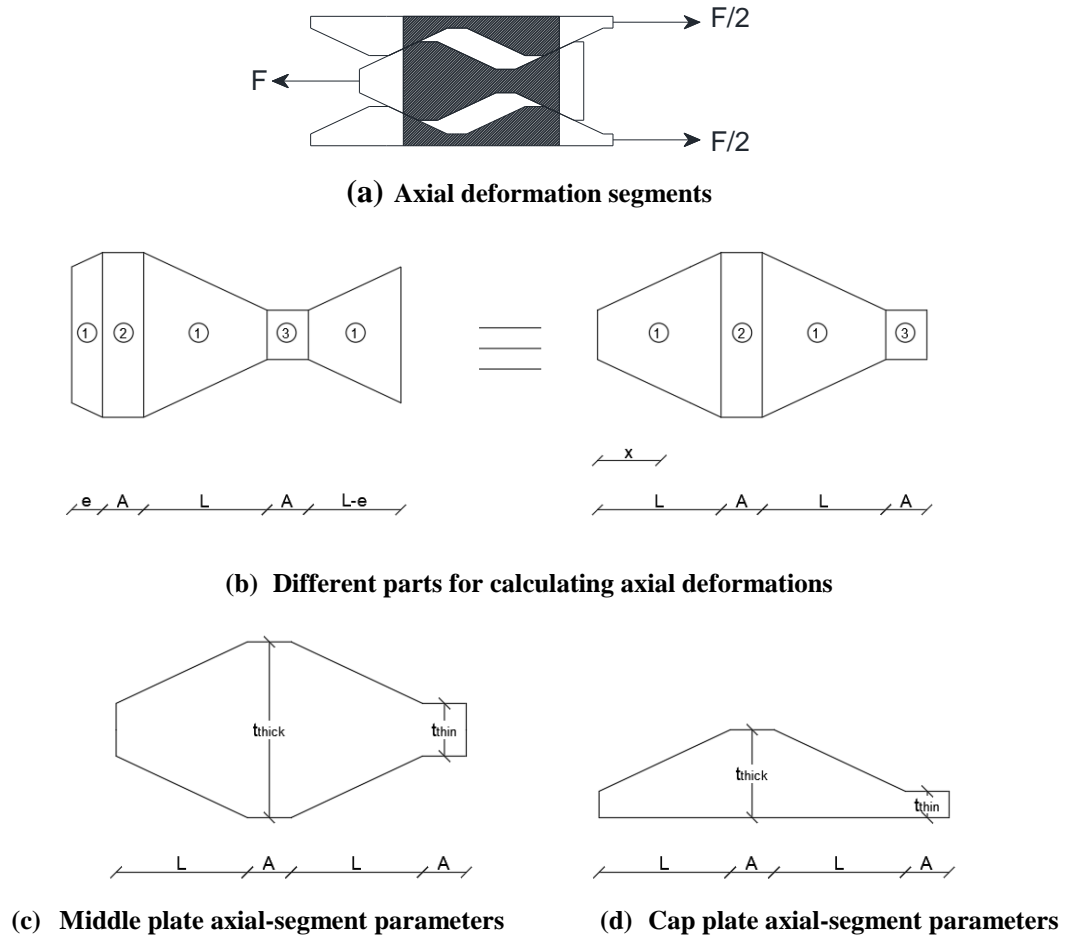 F/2
F
F/2
(a) Axial deformation segments
1 2 1 3 1
1 2 1 3
x
e A L A L-e
L A L A
(b) Different parts for calculating axial deformations
tthick tthin
tthick tthin
L A L A
L A L A
(c) Middle plate axial-segment parameters
(d) Cap plate axial-segment parameters